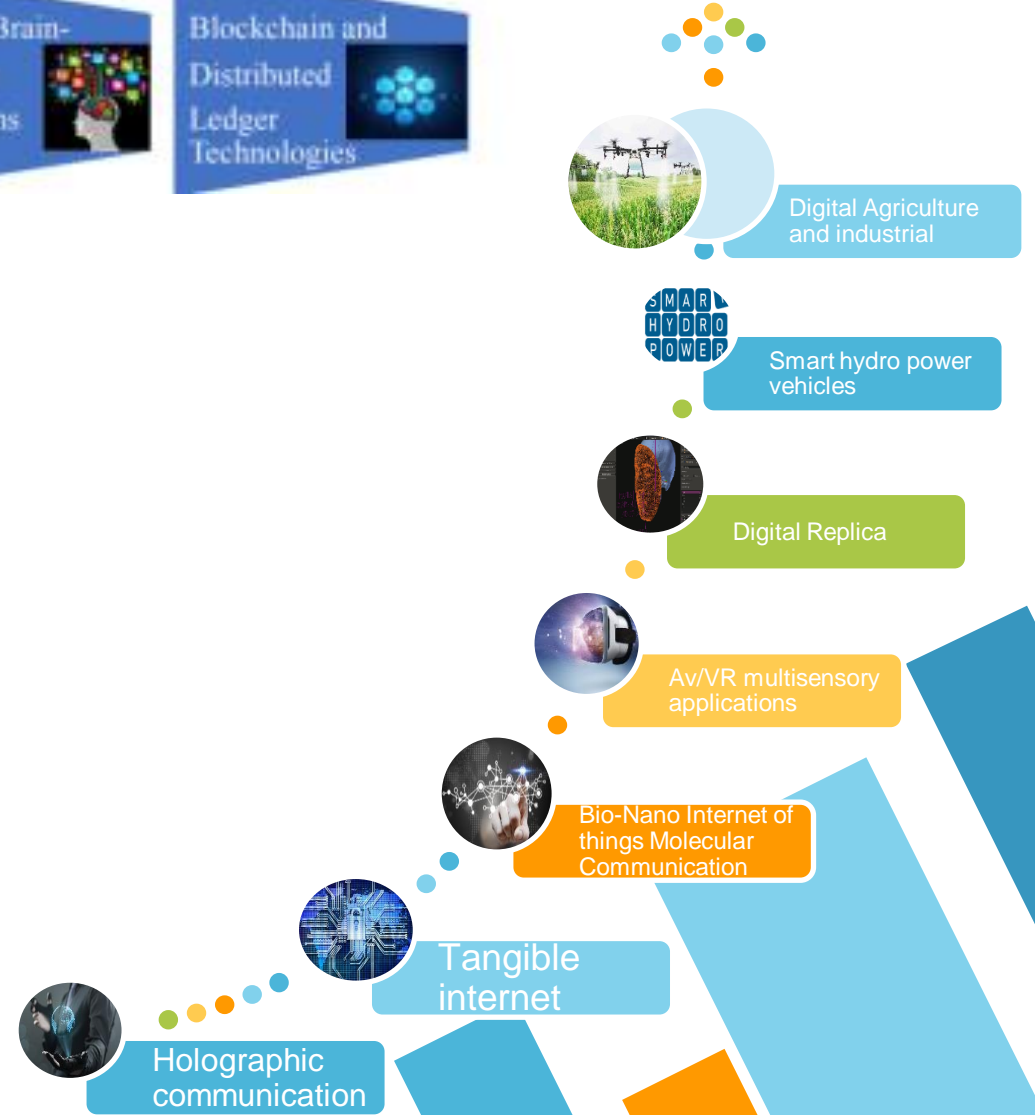 Brain-
ns
Blockchain and
Distributed
Ledger
Technologies
Digital Agriculture
and industrial
SMART
HYDRO
POWER
Smart hydro power
vehicles
Digital Replica
Av/VR multisensory
applications
Bio-Nano Internet of
things Molecular
Communication
Tangible
internet
Holographic
communication